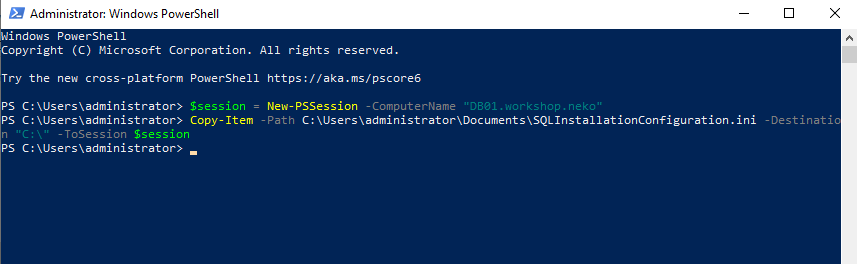 Administrator: Windows PowerShell
Windows PowerShell
Copyright (C) Microsoft Corporation. All rights reserved.
Try the new cross-platform PowerShell https://aka.ms/pscore6
PS C:\Users\administrator> $session = New-PSSession -ComputerName "DB01.workshop.neko"
PS C:\Users\administrator> Copy-Item -Path C:\Users\administrator\Documents\SQLInstallationConfiguration.ini -Destinatio
n "C:\" -ToSession $session
PS C:\Users\administrator>